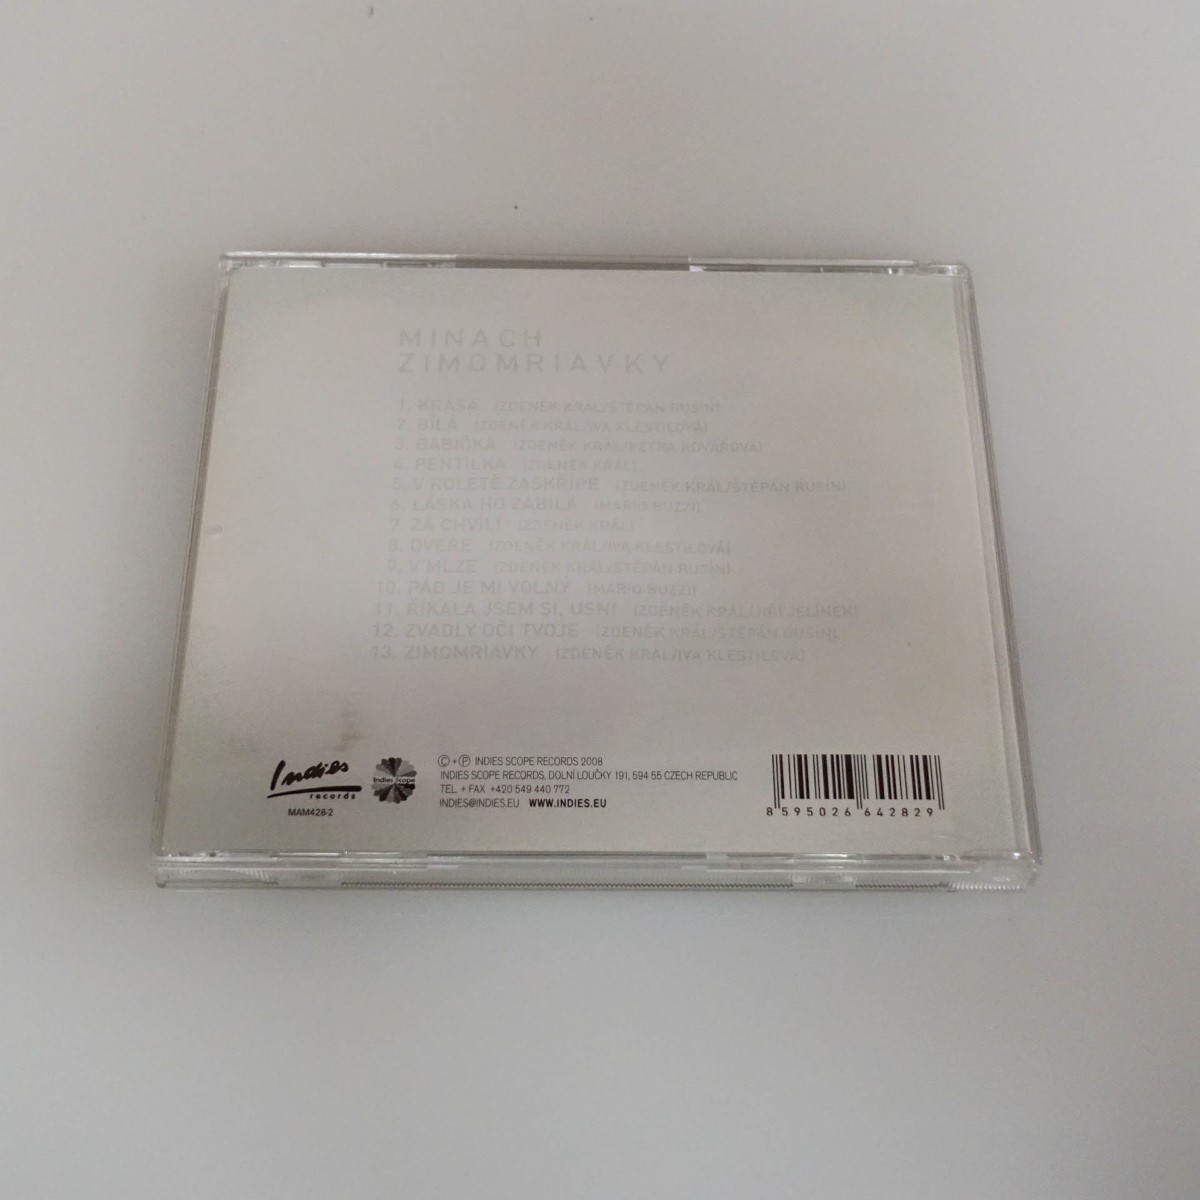 MINACH
ZIMOMRIAVKY
1. KRÁSA (ZDENĚK KRÁL/ŠTĚPÁN RUSÍN)
2. BÍLÁ (ZDENĚK KRÁL/IVA KLESTILOVÁ)
3. BABIČKA (ZDENĚK KRÁL/PETRA KOVÁŘOVÁ)
4. PENTILKA (ZDENĚK KRÁL)
5. V ROLETĚ ZASKŘÍPE (ZDENĚK KRÁL/ŠTĚPÁN RUSÍN)
6. LÁSKA HO ZABILA (MARIO BUZZI)
7. ZA CHVÍLI (ZDENĚK KRÁL)
8. DVEŘE (ZDENĚK KRÁL/IVA KLESTILOVÁ)
9. V MLZE (ZDENĚK KRÁL/ŠTĚPÁN RUSÍN)
10. PÁD JE MI VOLNÝ (MARIO BUZZI)
11. ŘÍKALA JSEM SI, USNI (ZDENĚK KRÁL/JIŘÍ JELÍNEK)
12. ZVADLY OČI TVOJE (ZDENĚK KRÁL/ŠTĚPÁN RUSÍN)
13. ZIMOMRIAVKY (ZDENĚK KRÁL/IVA KLESTILOVÁ)
Indies
records
MAM428-2
Indies Scope
© + ℗ INDIES SCOPE RECORDS 2008
INDIES SCOPE RECORDS, DOLNÍ LOUČKY 191, 594 55 CZECH REPUBLIC
TEL. + FAX +420 549 440 772
INDIES@INDIES.EU WWW.INDIES.EU
8 595026 642829